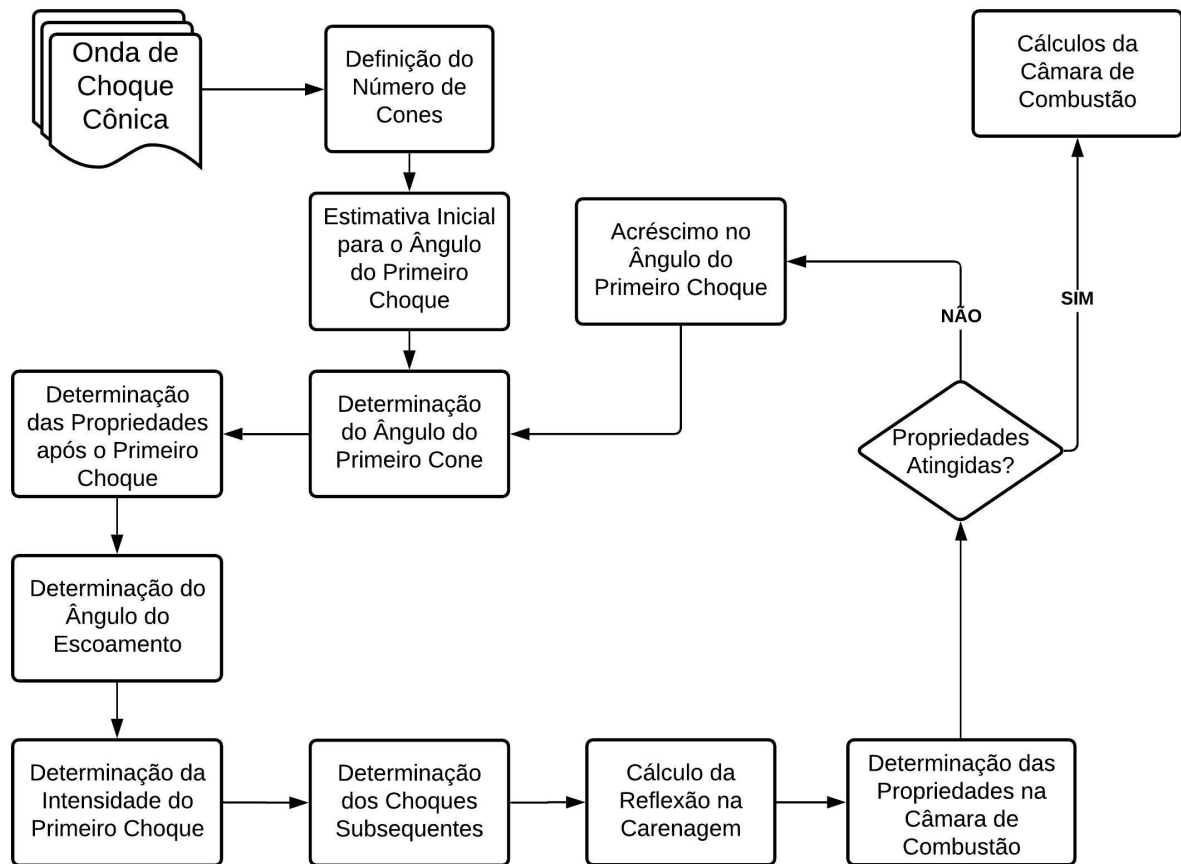 Onda de
Choque
Cônica
Definição do
Número de
Cones
Cálculos da
Câmara de
Combustão
Estimativa Inicial
para o Ângulo
do Primeiro
Choque
Acréscimo no
Ângulo do
Primeiro Choque
SIM
NÃO
Determinação
das Propriedades
após o Primeiro
Choque
Determinação
do Ângulo do
Primeiro Cone
Propriedades
Atingidas?
Determinação do
Ângulo do
Escoamento
Determinação da
Intensidade do
Primeiro Choque
Determinação
dos Choques
Subsequentes
Cálculo da
Reflexão na
Carenagem
Determinação das
Propriedades na
Câmara de
Combustão